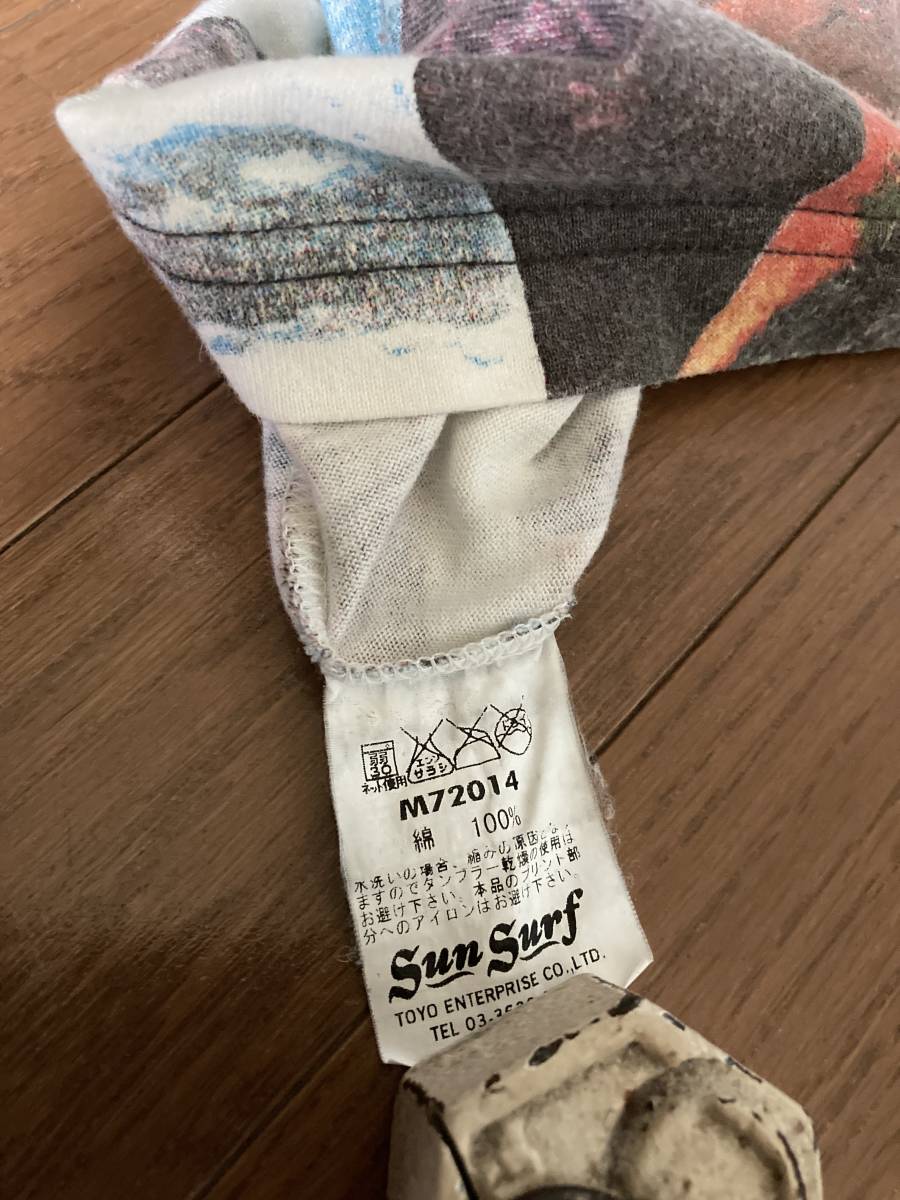 弱
30
ネット使用
エンソ
サラシ
M72014
綿 100%
水洗いの場合、縮みの原因となり
ますのでタンブラー乾燥の使用は
お避け下さい。本品のプリント部
分へのアイロンはお避け下さい。
Sun Surf
TOYO ENTERPRISE CO.,LTD.
TEL 03-